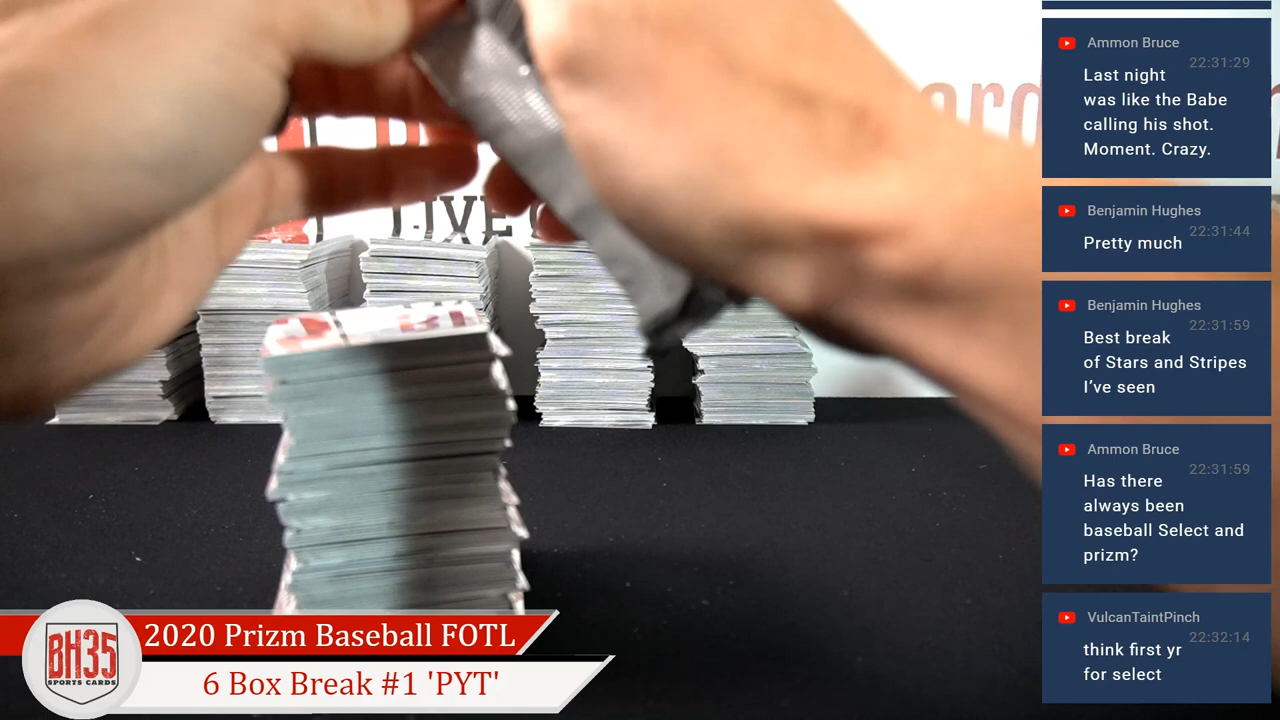 LIVE
Ammon Bruce
22:31:29
Last night
was like the Babe
calling his shot.
Moment. Crazy.
Benjamin Hughes
22:31:44
Pretty much
Benjamin Hughes
22:31:59
Best break
of Stars and Stripes
I've seen
Ammon Bruce
22:31:59
Has there
always been
baseball Select and
prizm?
VulcanTaintPinch
22:32:14
think first yr
for select
BH35
SPORTS CARDS
2020 Prizm Baseball FOTL
6 Box Break #1 'PYT'